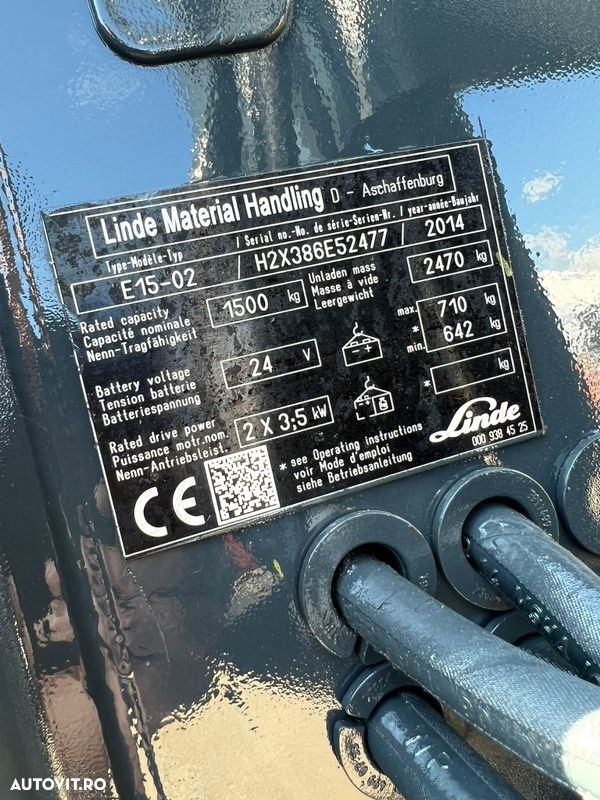 Linde Material Handling D - Aschaffenburg
Type-Modèle-Typ / Serial no.-No. de série-Serien-Nr. / year-année-Baujahr
E15-02 / H2X386E52477 / 2014
Rated capacity
Capacité nominale
Nenn-Tragfähigkeit
1500 kg
Unladen mass
Masse à vide
Leergewicht
2470 kg
Battery voltage
Tension batterie
Batteriespannung
24 V
- +
max. 710 kg
* min. 642 kg
Rated drive power
Puissance motr.nom.
Nenn-Antriebsleist.
2 X 3,5 kW
* kg
CE
* see Operating instructions
voir Mode d'emploi
siehe Betriebsanleitung
Linde
000 938 45 25
AUTOVIT.RO